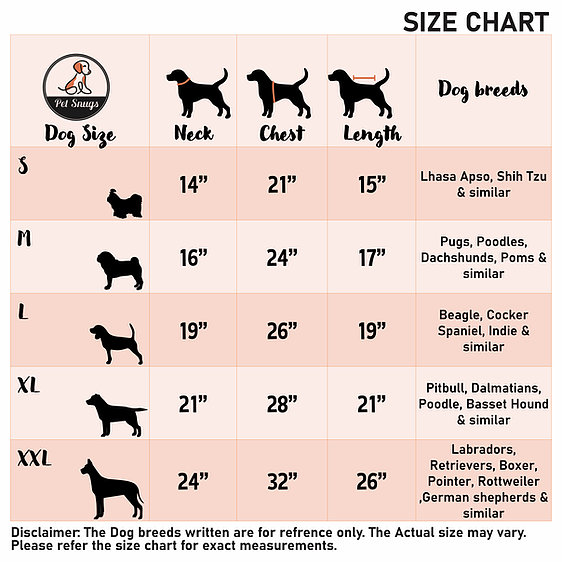 SIZE CHART
Pet Snugs
Dog Size
Neck
Chest
Length
Dog breeds
S
14”
21”
15”
Lhasa Apso, Shih Tzu
& similar
M
16”
24”
17”
Pugs, Poodles,
Dachshunds, Poms &
similar
L
19”
26”
19”
Beagle, Cocker
Spaniel, Indie &
similar
XL
21”
28”
21”
Pitbull, Dalmatians,
Poodle, Basset Hound
& similar
XXL
24”
32”
26”
Labradors,
Retrievers, Boxer,
Pointer, Rottweiler
,German shepherds &
similar
Disclaimer: The Dog breeds written are for refrence only. The Actual size may vary.
Please refer the size chart for exact measurements.